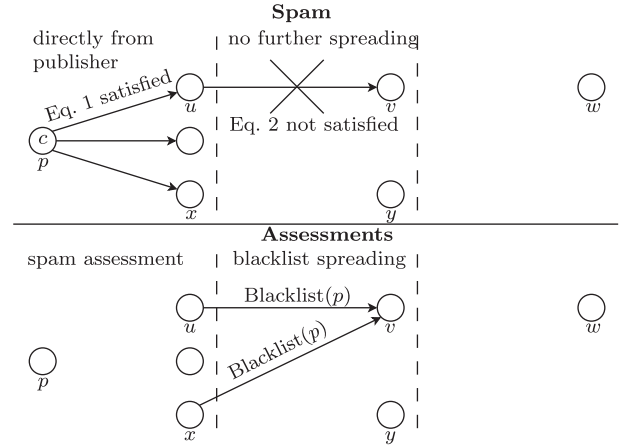 Spam
directly from
publisher
no further spreading
Eq. 1 satisfied
u
v
w
Eq. 2 not satisfied
c
p
x
y
Assessments
spam assessment
blacklist spreading
Blacklist(p)
u
v
w
Blacklist(p)
p
x
y